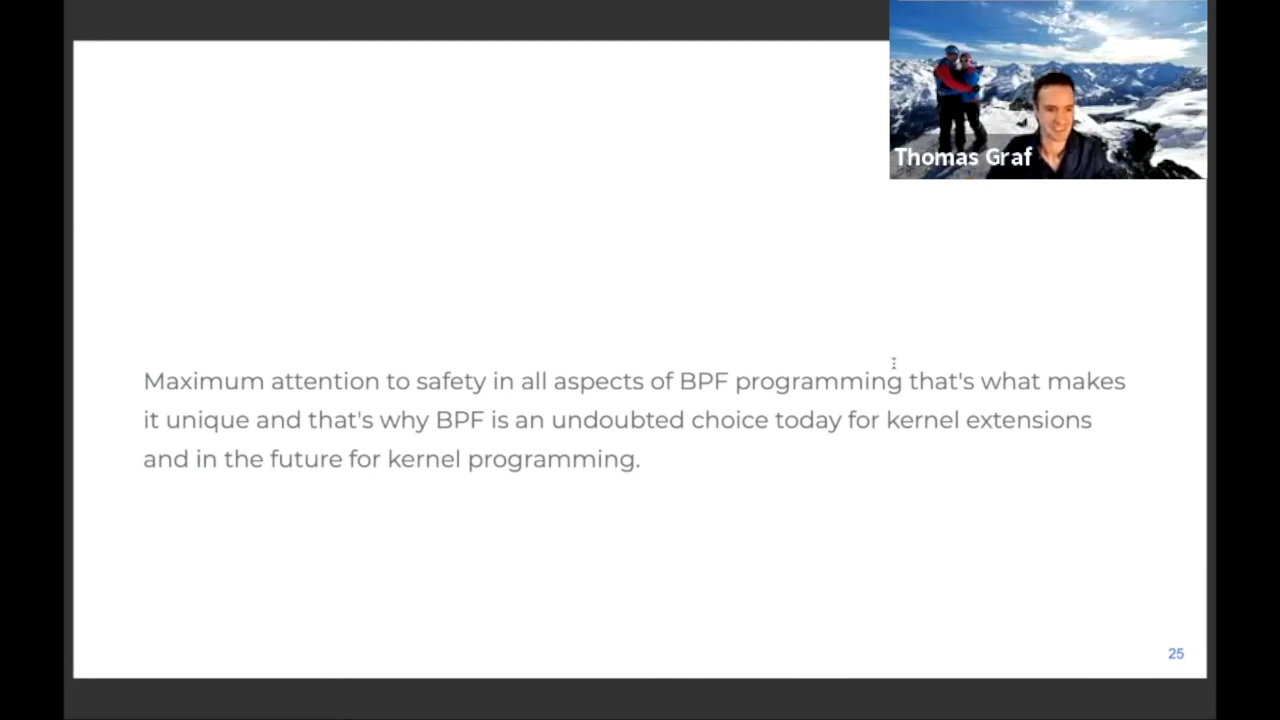 Thomas Graf
Maximum attention to safety in all aspects of BPF programming that's what makes
it unique and that's why BPF is an undoubted choice today for kernel extensions
and in the future for kernel programming.
25